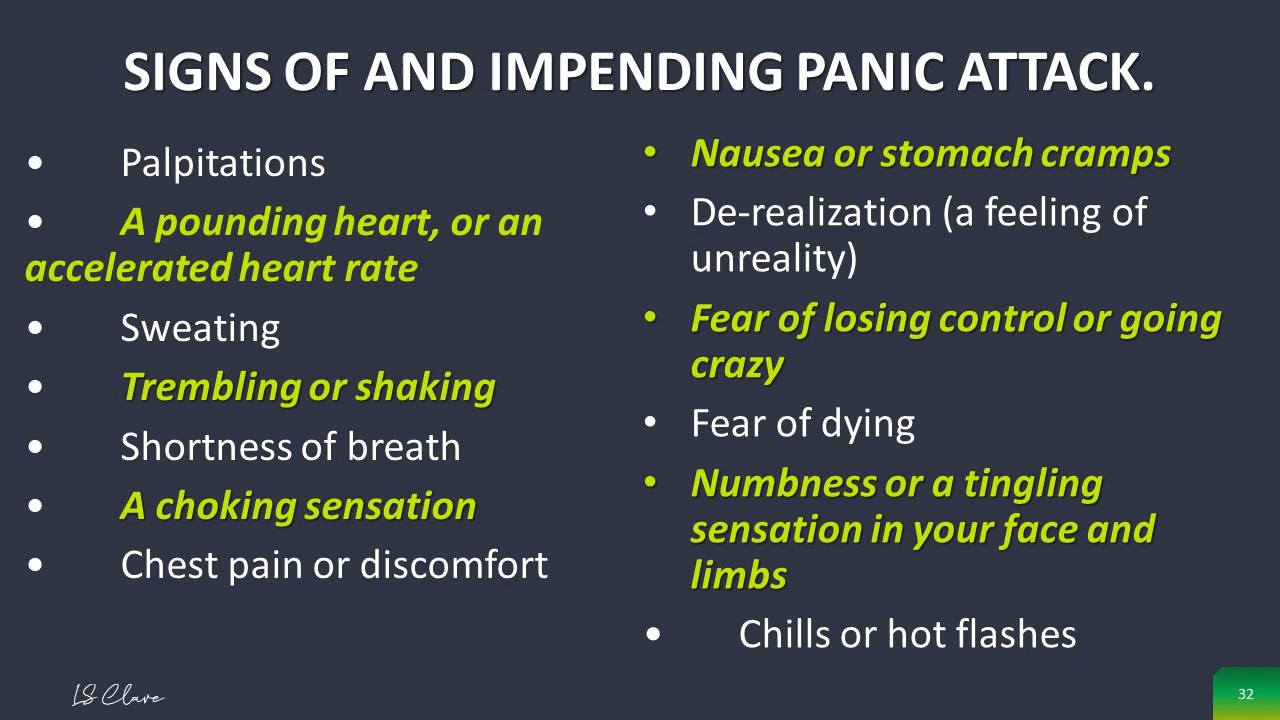 SIGNS OF AND IMPENDING PANIC ATTACK.
• Palpitations
• A pounding heart, or an
accelerated heart rate
• Sweating
• Trembling or shaking
• Shortness of breath
• A choking sensation
• Chest pain or discomfort
• Nausea or stomach cramps
• De-realization (a feeling of
unreality)
• Fear of losing control or going
crazy
• Fear of dying
• Numbness or a tingling
sensation in your face and
limbs
• Chills or hot flashes
LS Clave
32